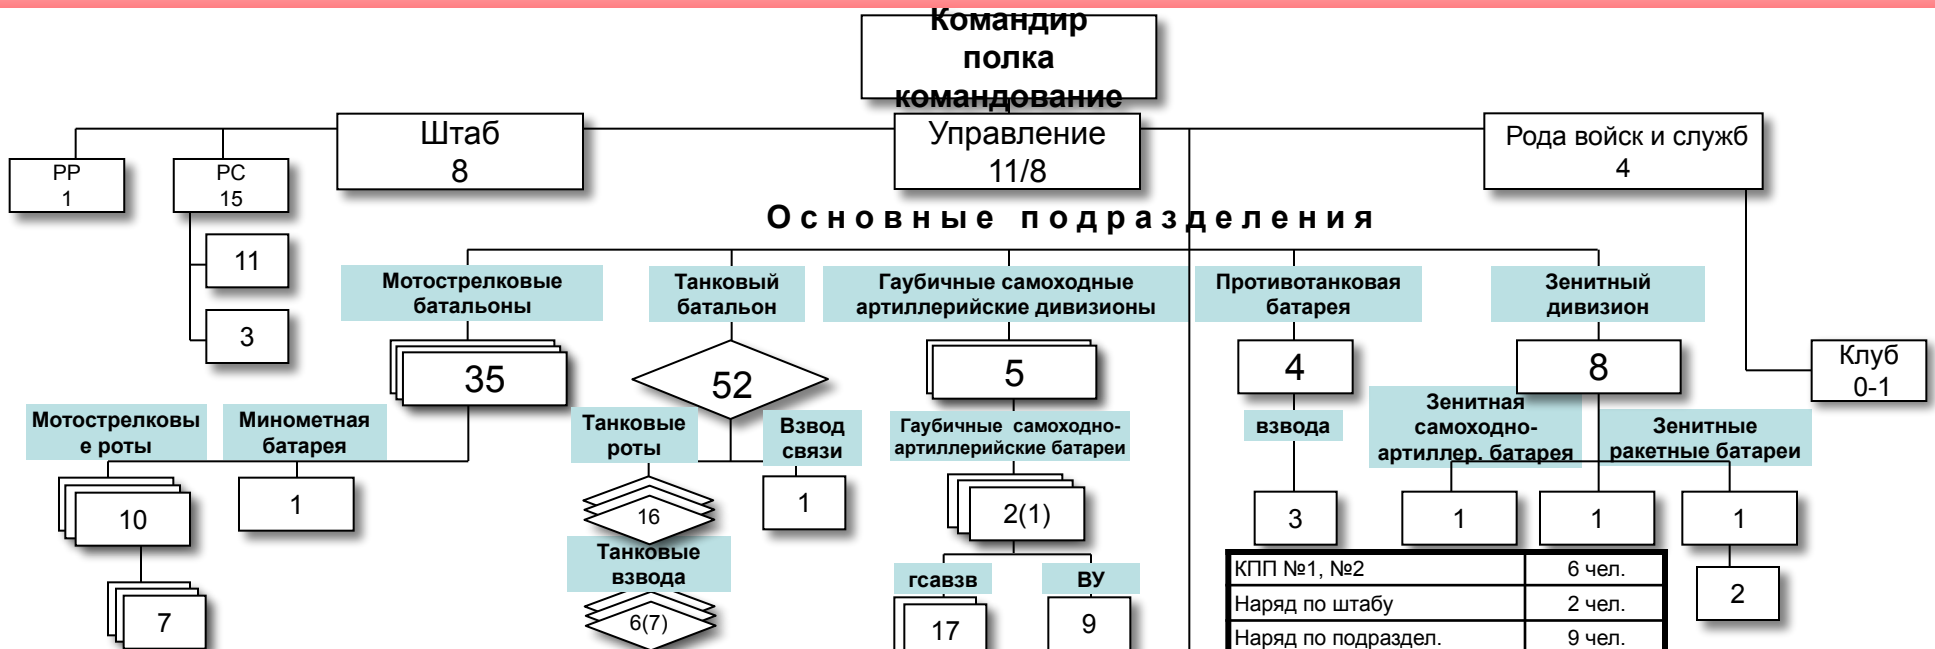 Командир
полка
командование
Штаб
8
Управление
11/8
Рода войск и служб
4
РР
1
РС
15
11
3
Основные подразделения
Мотострелковые
батальоны
Танковый
батальон
Гаубичные самоходные
артиллерийские дивизионы
Противотанковая
батарея
Зенитный
дивизион
35
52
5
4
8
Клуб
0-1
Мотострелковы
е роты
Минометная
батарея
Танковые
роты
Взвод
связи
Гаубичные самоходно-
артиллерийские батареи
взвода
Зенитная
самоходно-
артиллер. батарея
Зенитные
ракетные батареи
10
1
16
1
2(1)
3
1
1
1
Танковые
взвода
гсавзв
ВУ
7
6(7)
17
9
2
КПП №1, №2 6 чел.
Наряд по штабу 2 чел.
Наряд по подраздел. 9 чел.